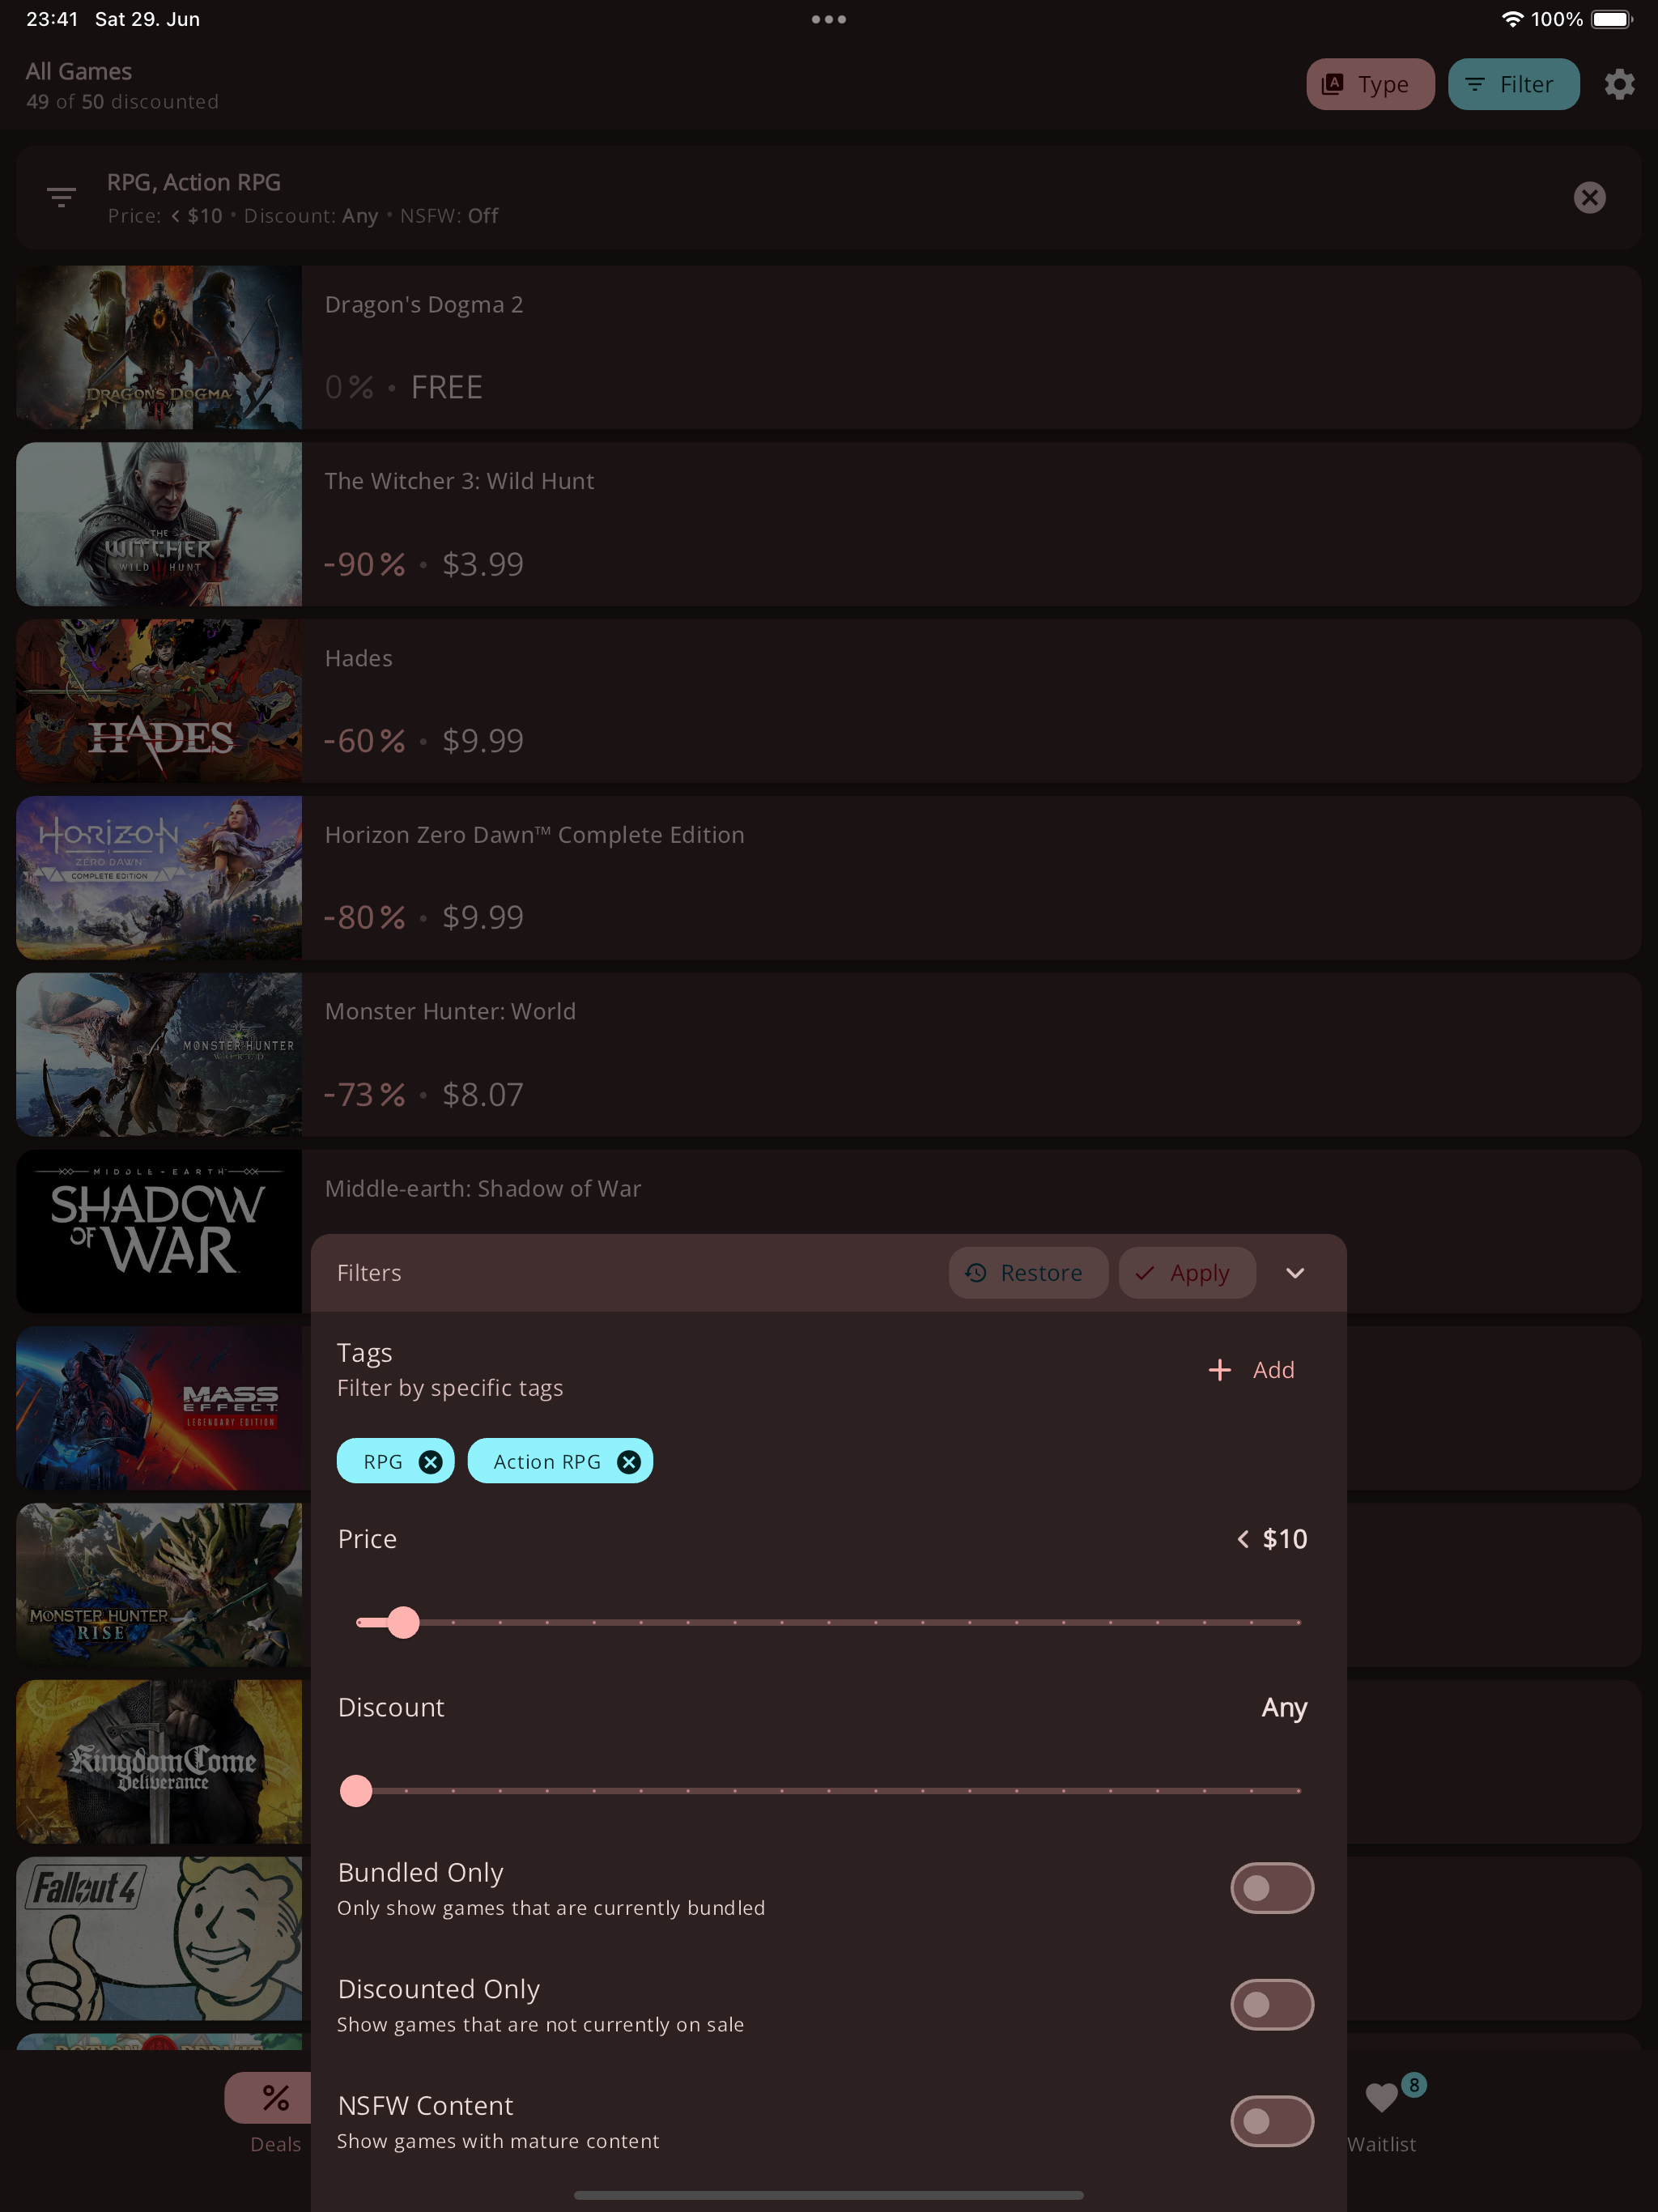 23:41 Sat 29. Jun
100%
All Games
49 of 50 discounted
Type
Filter
RPG, Action RPG
Price: < $10 • Discount: Any • NSFW: Off
DRAGON'S DOGMA
Dragon's Dogma 2
0% • FREE
THE
WITCHER
WILD HUNT
The Witcher 3: Wild Hunt
-90% • $3.99
HADES
Hades
-60% • $9.99
HORIZON
ZERO DAWN
COMPLETE EDITION
Horizon Zero Dawn™ Complete Edition
-80% • $9.99
MONSTER HUNTER
WORLD
Monster Hunter: World
-73% • $8.07
MIDDLE-EARTH
SHADOW
OF WAR
Middle-earth: Shadow of War
MASS
EFFECT
LEGENDARY EDITION
MONSTER HUNTER
RISE
Kingdom Come
Deliverance
Fallout 4
Filters
Restore
Apply
Tags
Filter by specific tags
Add
RPG
Action RPG
Price
< $10
Discount
Any
Bundled Only
Only show games that are currently bundled
Discounted Only
Show games that are not currently on sale
NSFW Content
Show games with mature content
Deals
8
Waitlist